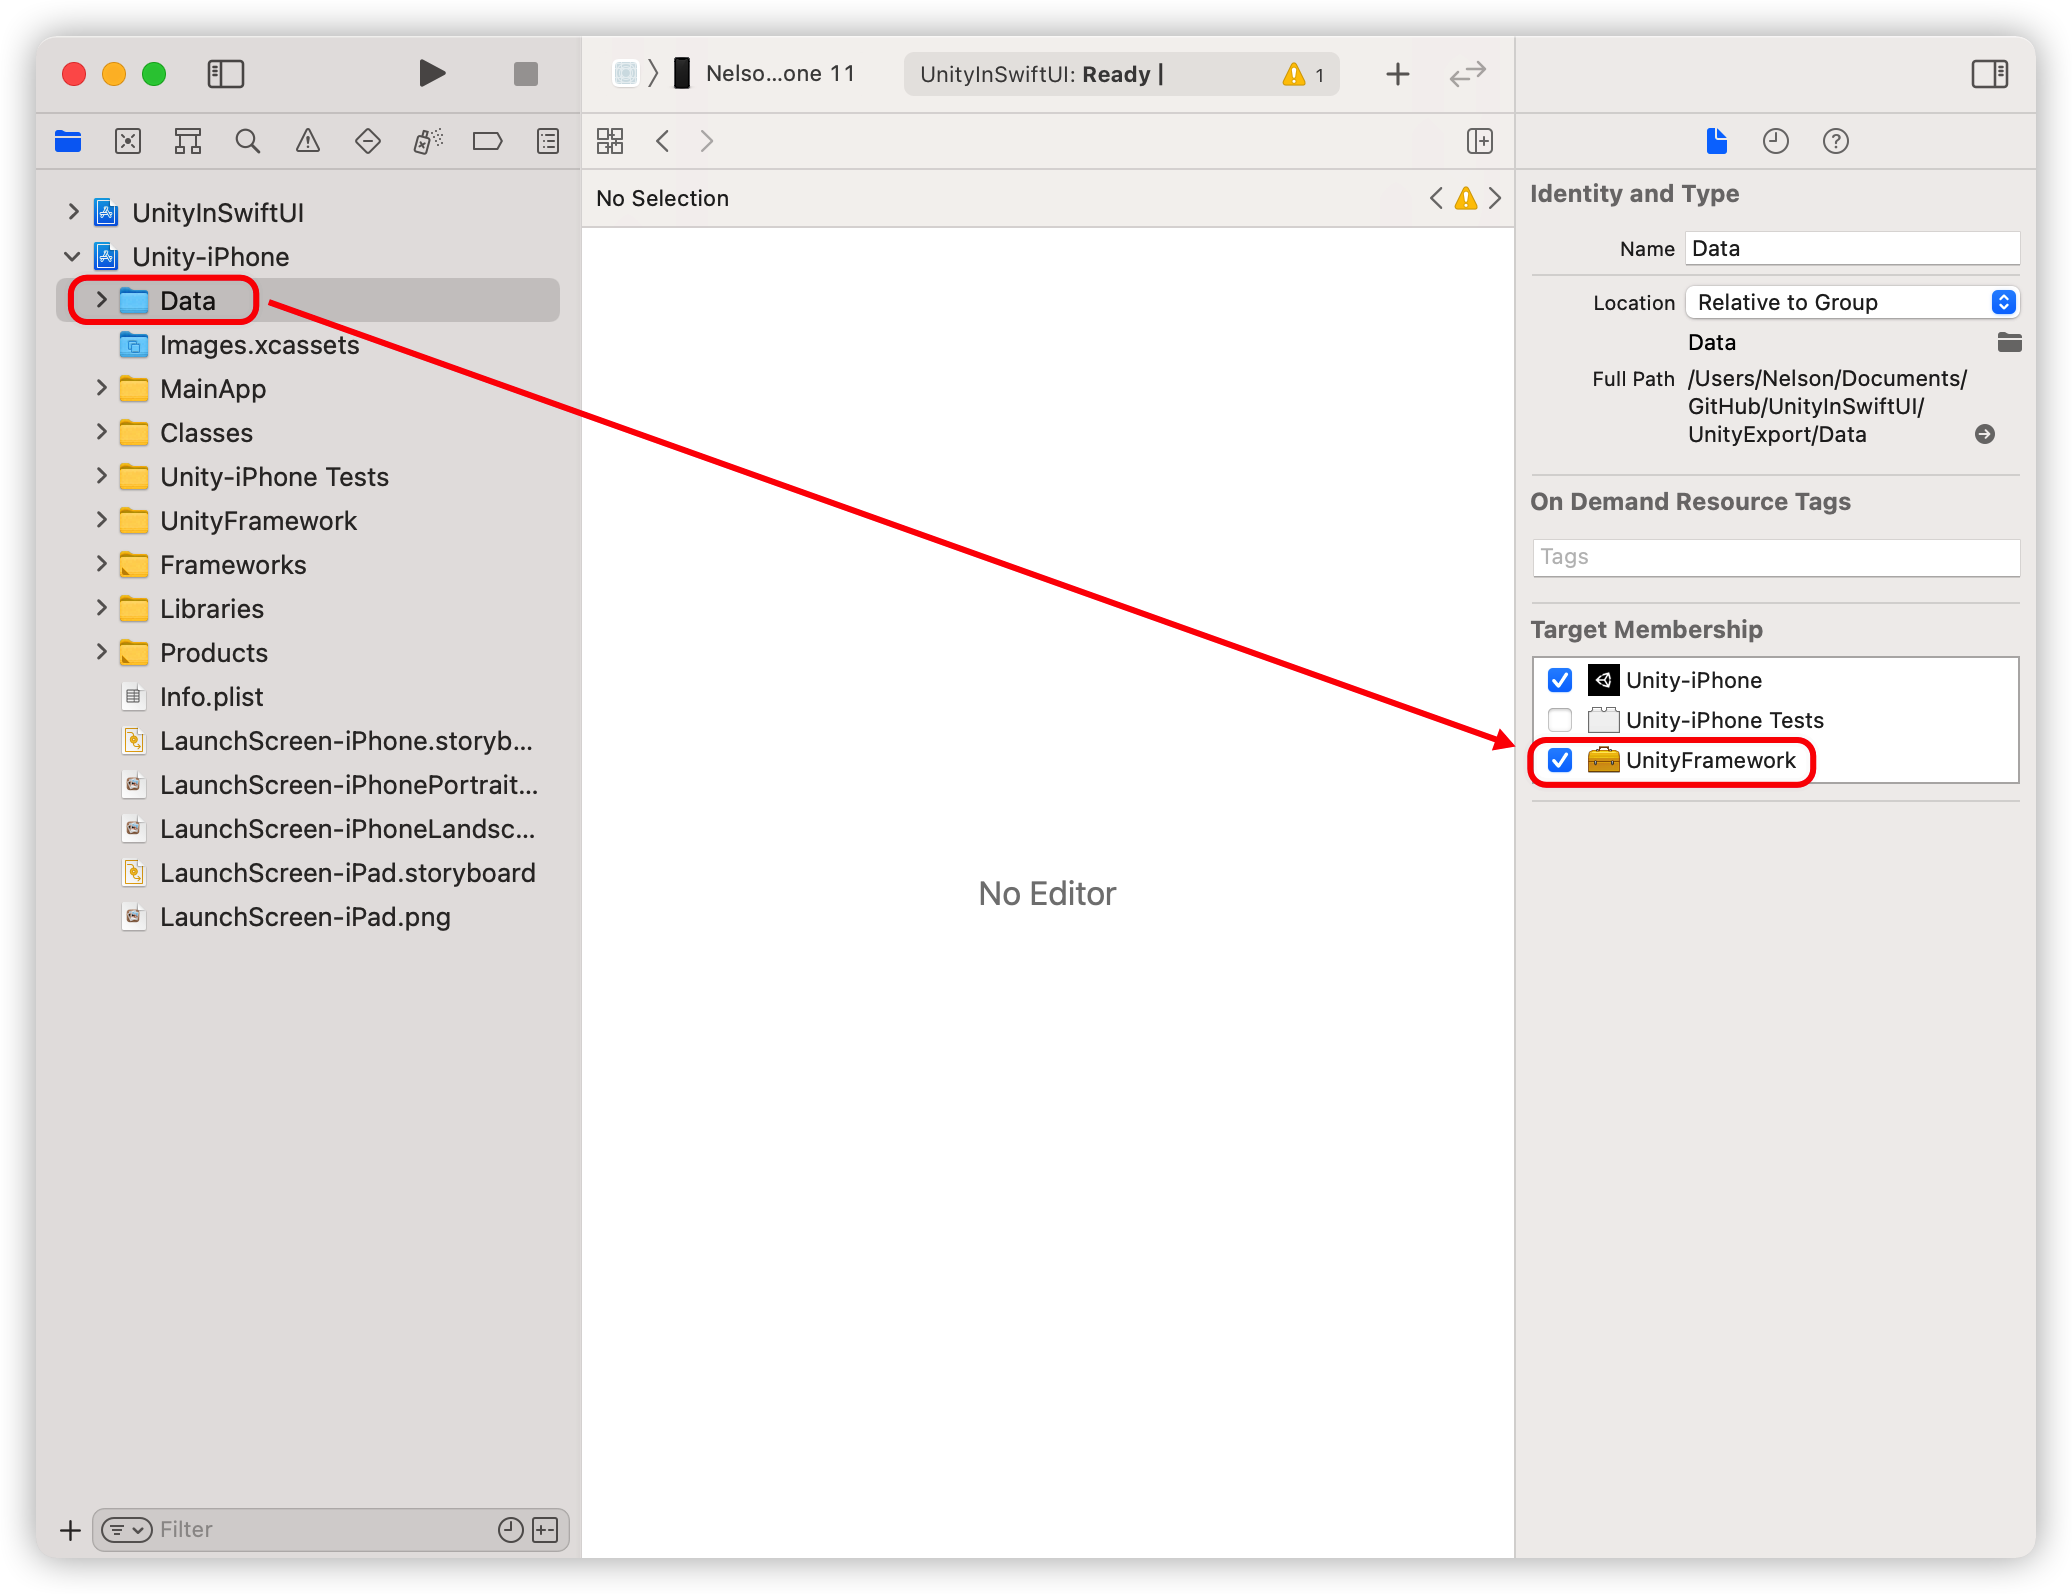 Nelso...one 11
UnityInSwiftUI: Ready |
1
UnityInSwiftUI
Unity-iPhone
Data
Images.xcassets
MainApp
Classes
Unity-iPhone Tests
UnityFramework
Frameworks
Libraries
Products
Info.plist
LaunchScreen-iPhone.storyb...
LaunchScreen-iPhonePortrait...
LaunchScreen-iPhoneLandsc...
LaunchScreen-iPad.storyboard
LaunchScreen-iPad.png
Filter
No Selection
No Editor
Identity and Type
Name Data
Location Relative to Group
Data
Full Path /Users/Nelson/Documents/
GitHub/UnityInSwiftUI/
UnityExport/Data
On Demand Resource Tags
Tags
Target Membership
Unity-iPhone
Unity-iPhone Tests
UnityFramework